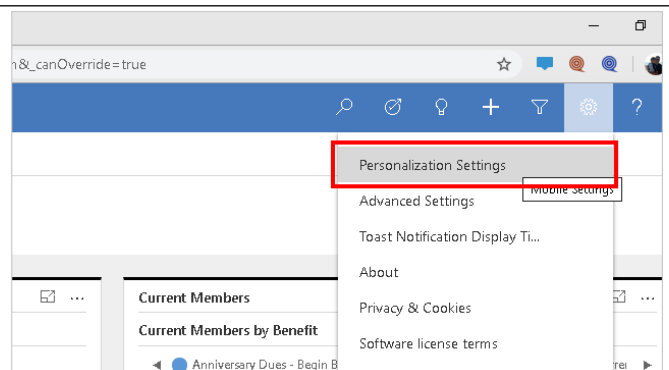 n&_canOverride=true
?
Personalization Settings
Mobile Settings
Advanced Settings
Toast Notification Display Ti...
About
... Current Members ...
Privacy & Cookies
Current Members by Benefit
Software license terms
Anniversary Dues - Begin B